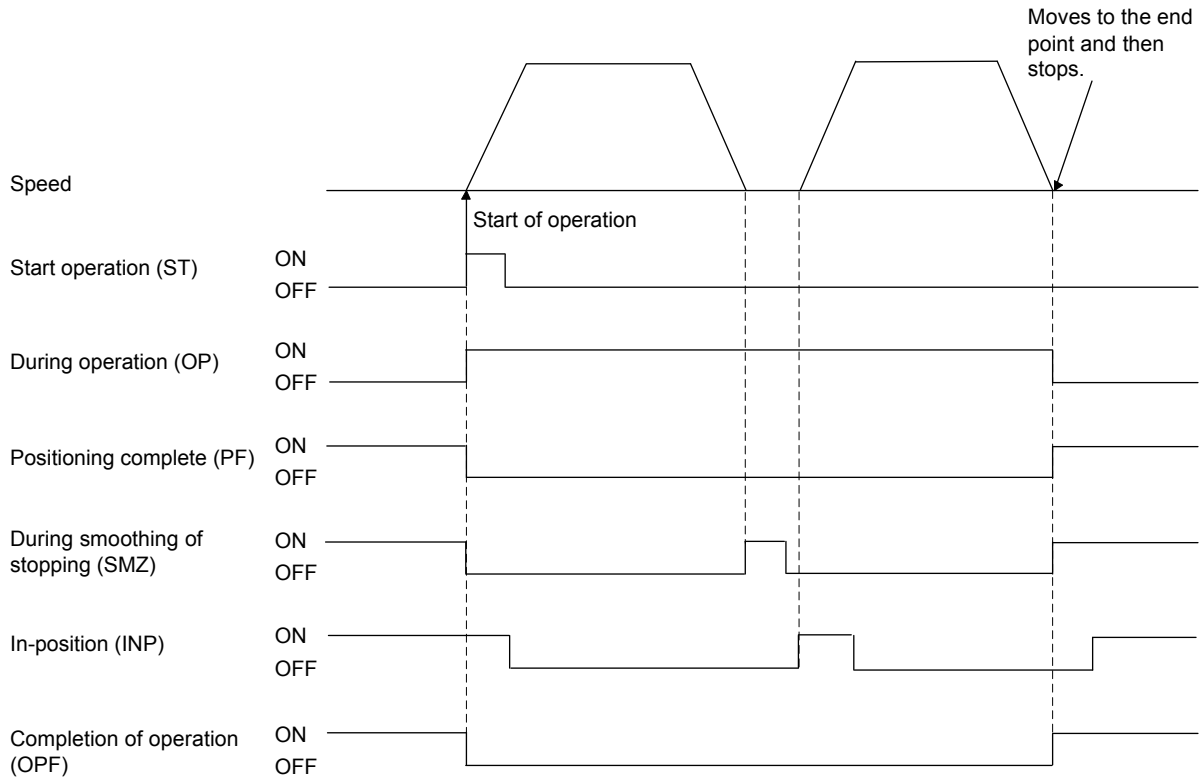 Moves to the end
point and then
stops.
Speed
Start of operation
Start operation (ST)
ON
OFF
During operation (OP)
ON
OFF
Positioning complete (PF)
ON
OFF
During smoothing of
stopping (SMZ)
ON
OFF
In-position (INP)
ON
OFF
Completion of operation
(OPF)
ON
OFF